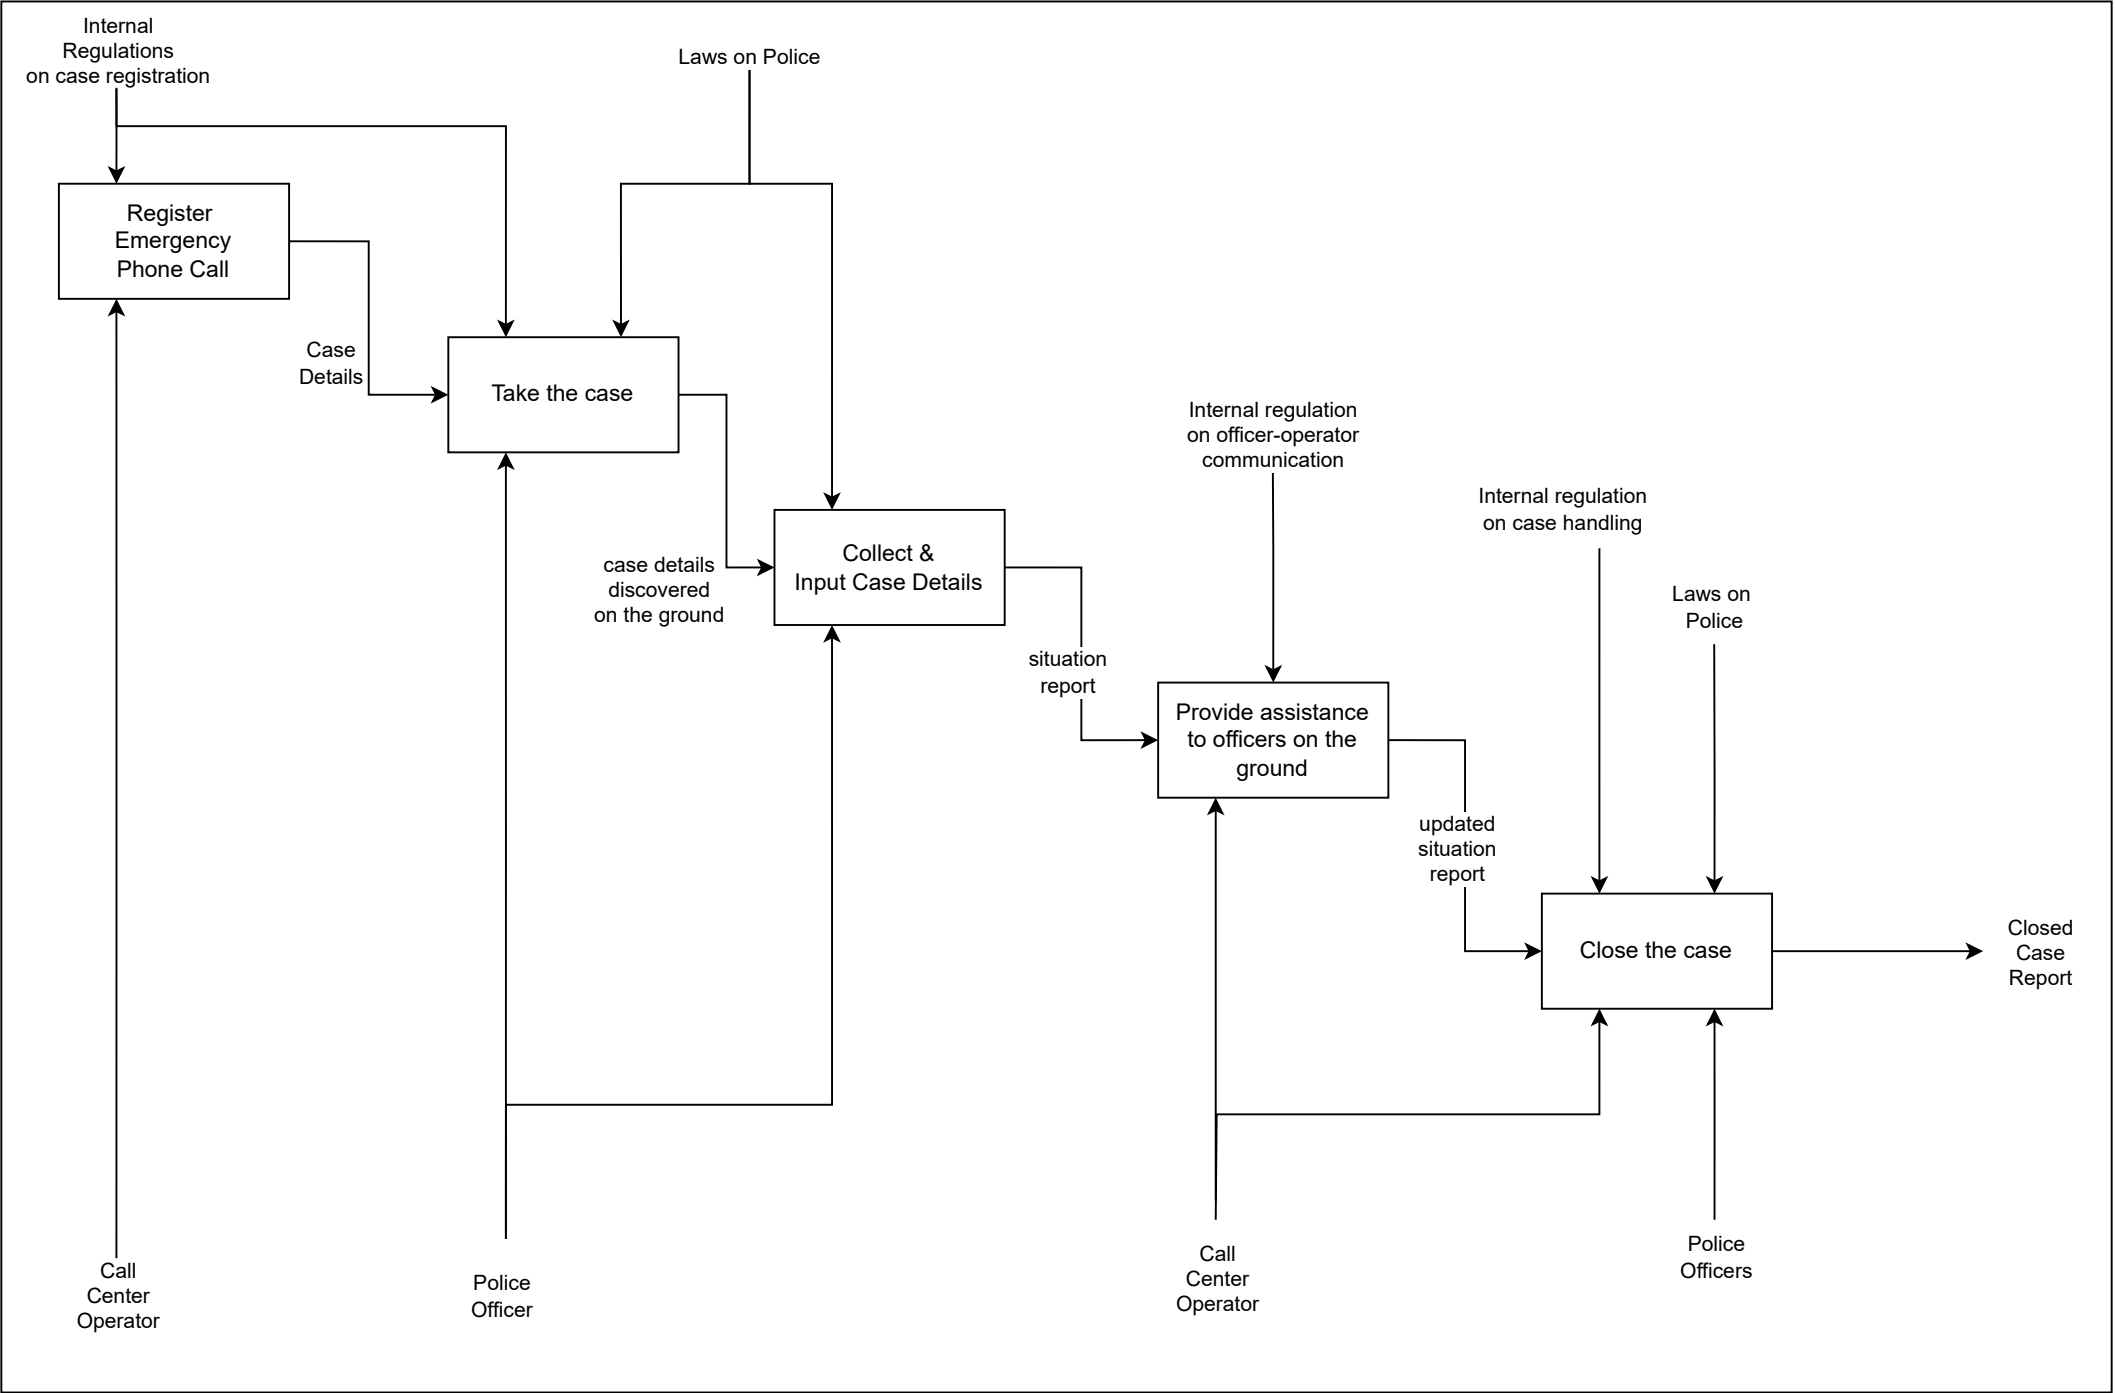 Internal
Regulations
on case registration
Laws on Police
Register
Emergency
Phone Call
Case
Details
Take the case
Internal regulation
on officer-operator
communication
Internal regulation
on case handling
case details
discovered
on the ground
Collect &
Input Case Details
Laws on
Police
situation
report
Provide assistance
to officers on the
ground
updated
situation
report
Close the case
Closed
Case
Report
Call
Center
Operator
Police
Officer
Call
Center
Operator
Police
Officers